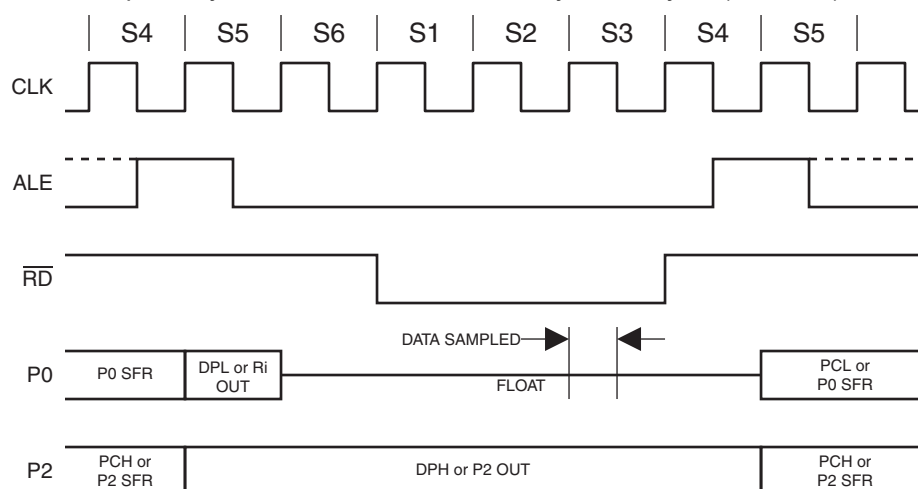 S4 S5 S6 S1 S2 S3 S4 S5
CLK
ALE
RD
DATA SAMPLED
P0
P0 SFR
DPL or Ri
OUT
FLOAT
PCL or
P0 SFR
P2
PCH or
P2 SFR
DPH or P2 OUT
PCH or
P2 SFR